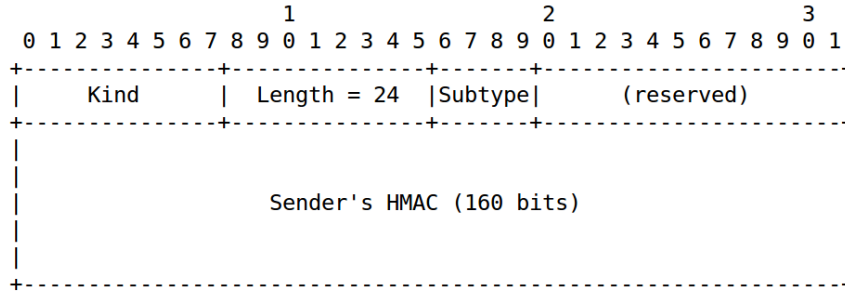 1                   2                   3
 0 1 2 3 4 5 6 7 8 9 0 1 2 3 4 5 6 7 8 9 0 1 2 3 4 5 6 7 8 9 0 1
+---------------+---------------+-------+-----------------------
|     Kind      |  Length = 24  |Subtype|      (reserved)
+---------------+---------------+-------+-----------------------
|
|
|                   Sender's HMAC (160 bits)
|
|
+---------------------------------------------------------------